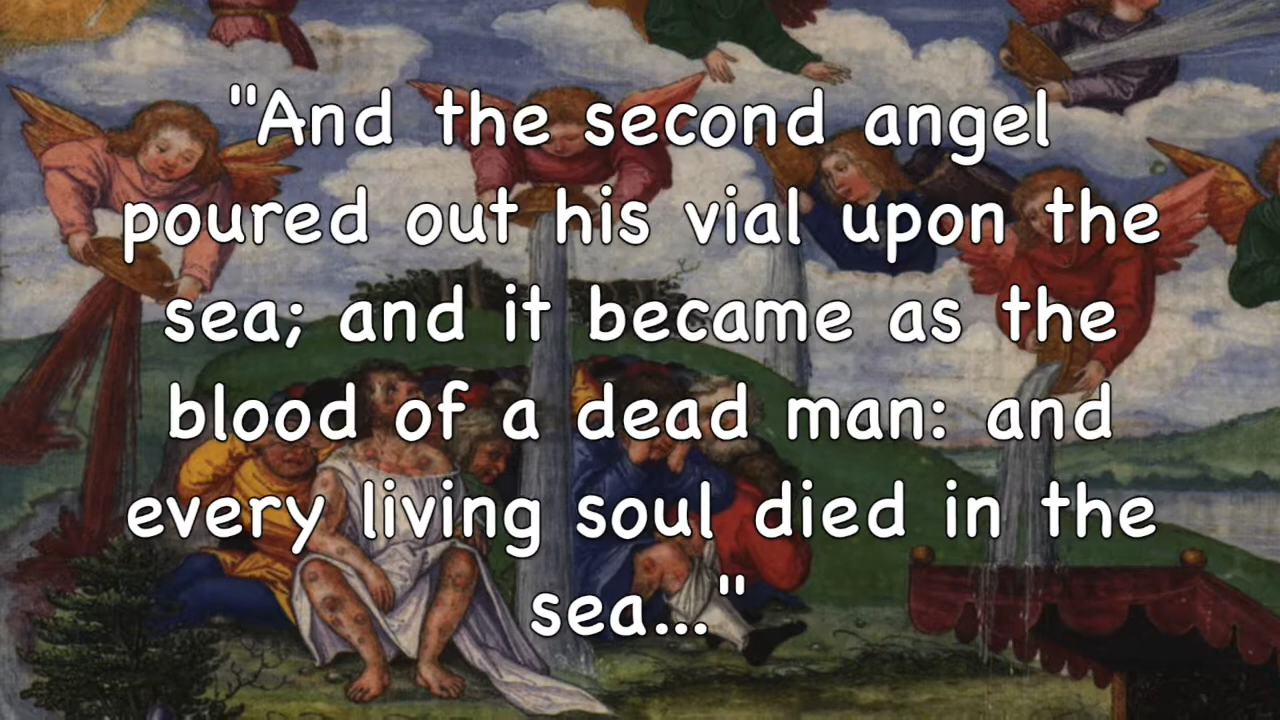 "And the second angel
poured out his vial upon the
sea; and it became as the
blood of a dead man: and
every living soul died in the
sea..."